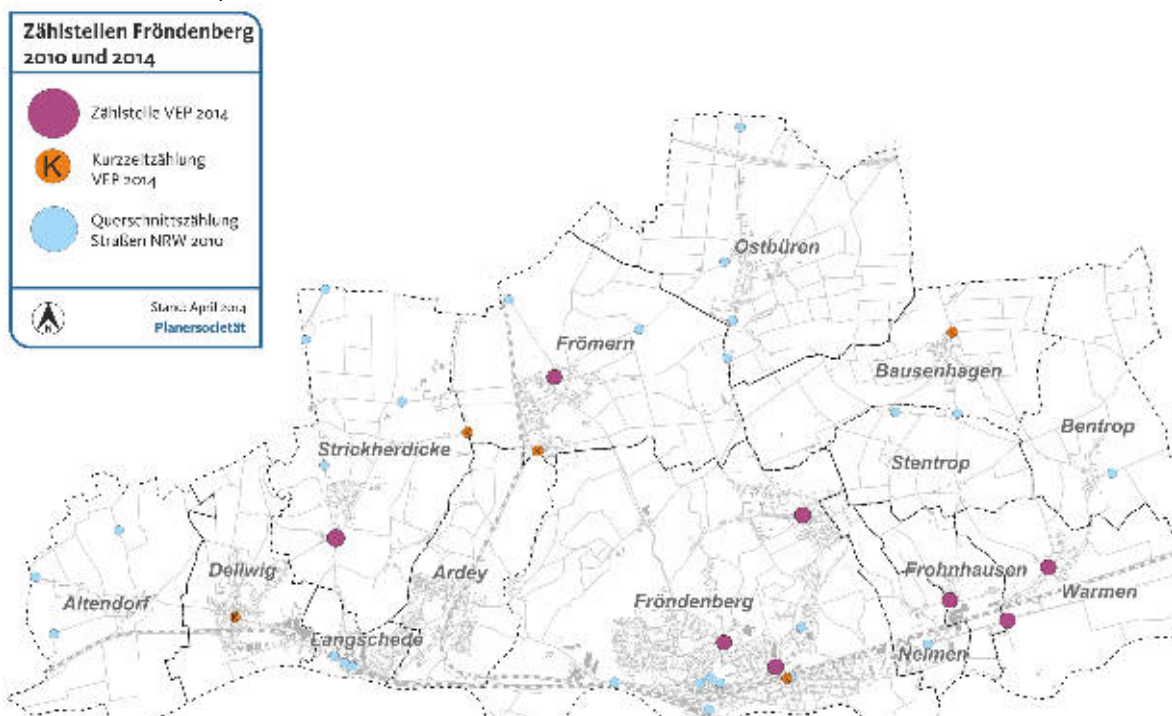 Zählstellen Fröndenberg
2010 und 2014
Zählstelle VEP 2014
K
Kurzzeitzählung
VEP 2014
Querschnittszählung
Straßen NRW 2010
N
Stand: April 2014
Planersocietät
Ostbüren
Frömern
Bausenhagen
Bentrop
Strickherdicke
Stentrop
Dellwig
Ardey
Frohnhausen
Altendorf
Fröndenberg
Warmen
Langschede
Neimen